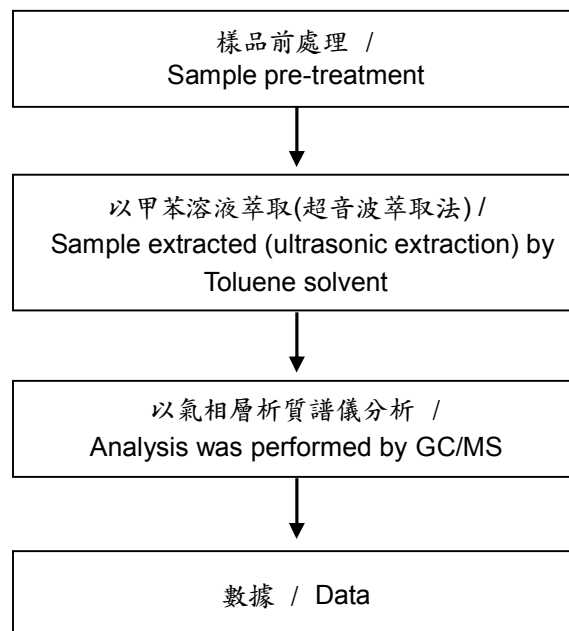 樣品前處理 /
Sample pre-treatment
以甲苯溶液萃取(超音波萃取法) /
Sample extracted (ultrasonic extraction) by
Toluene solvent
以氣相層析質譜儀分析 /
Analysis was performed by GC/MS
數據 / Data